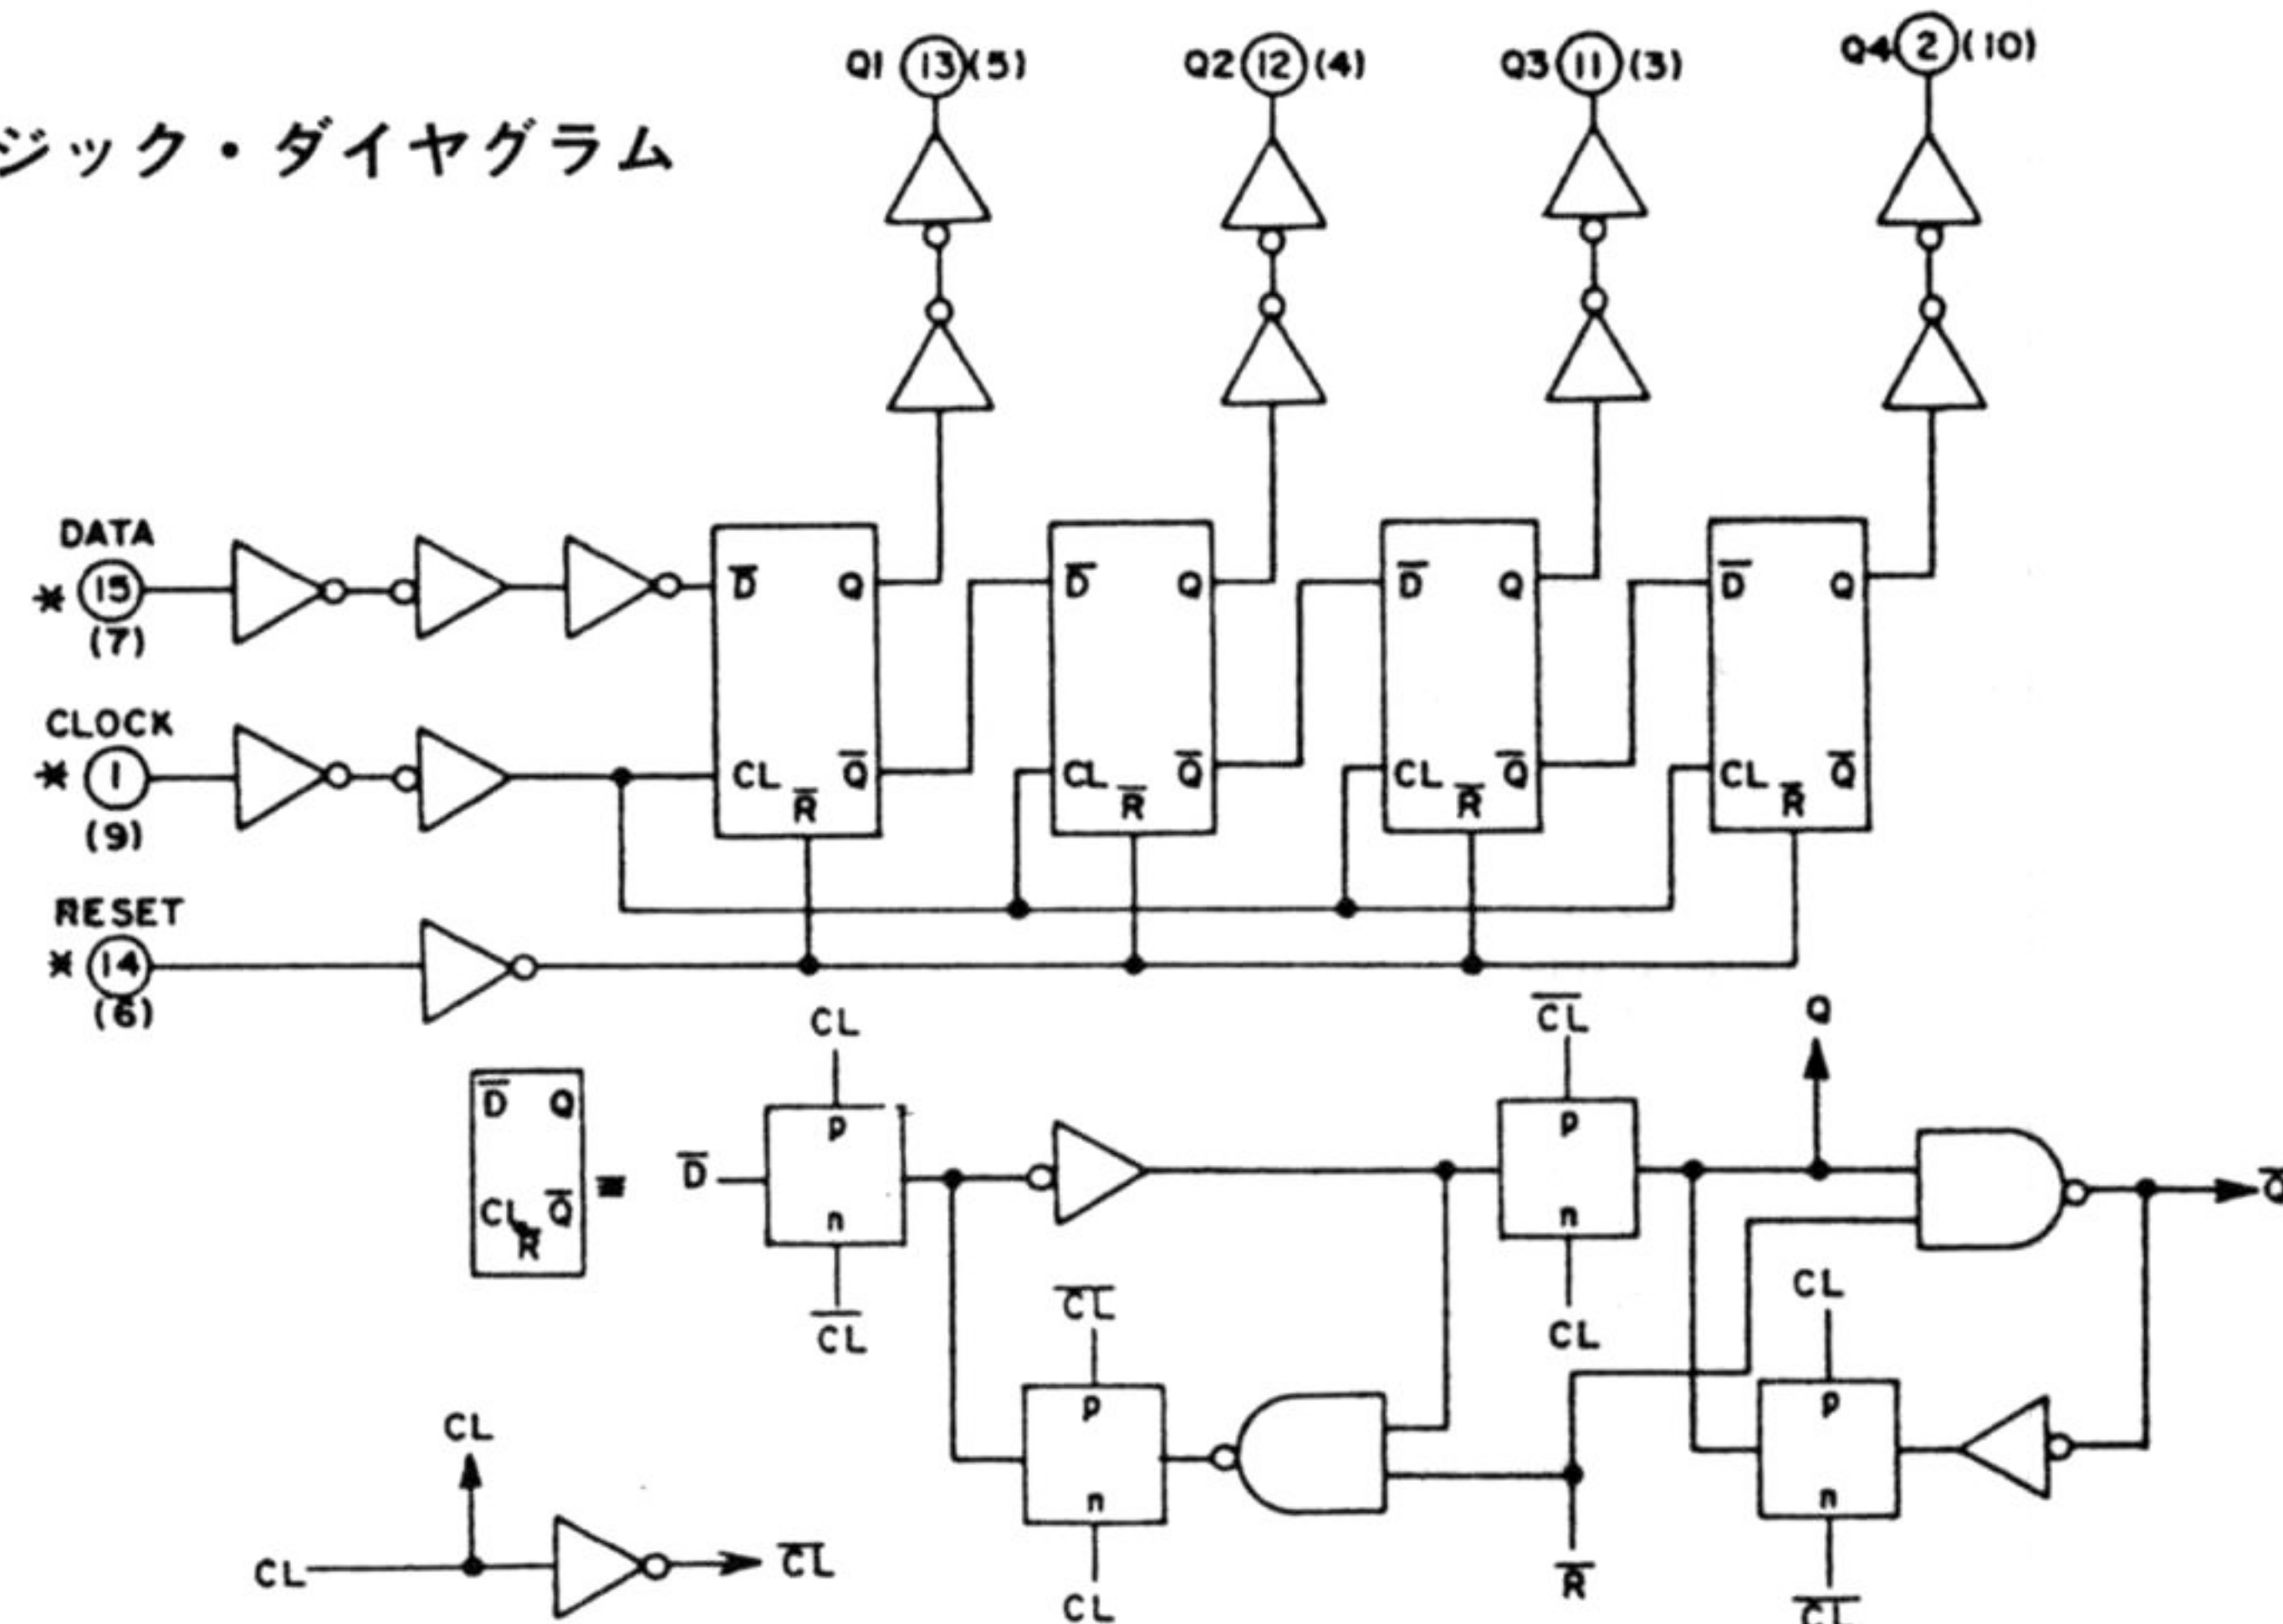 Q1 13 (5) Q2 12 (4) Q3 11 (3) Q4 2 (10)
ジック・ダイヤグラム
DATA
* 15
(7)
D̅ Q D̅ Q D̅ Q D̅ Q
CLOCK
* 1
(9)
CL R̅ Q̅ CL R̅ Q̅ CL R̅ Q̅ CL R̅ Q̅
RESET
* 14
(6)
CL C̅L̅ Q
D̅ Q
CL Q̅
R̅
≡
D̅ p p
n n
Q̅
C̅L̅ C̅L̅ CL CL
p p
n n
CL R̅ C̅L̅
CL
CL C̅L̅